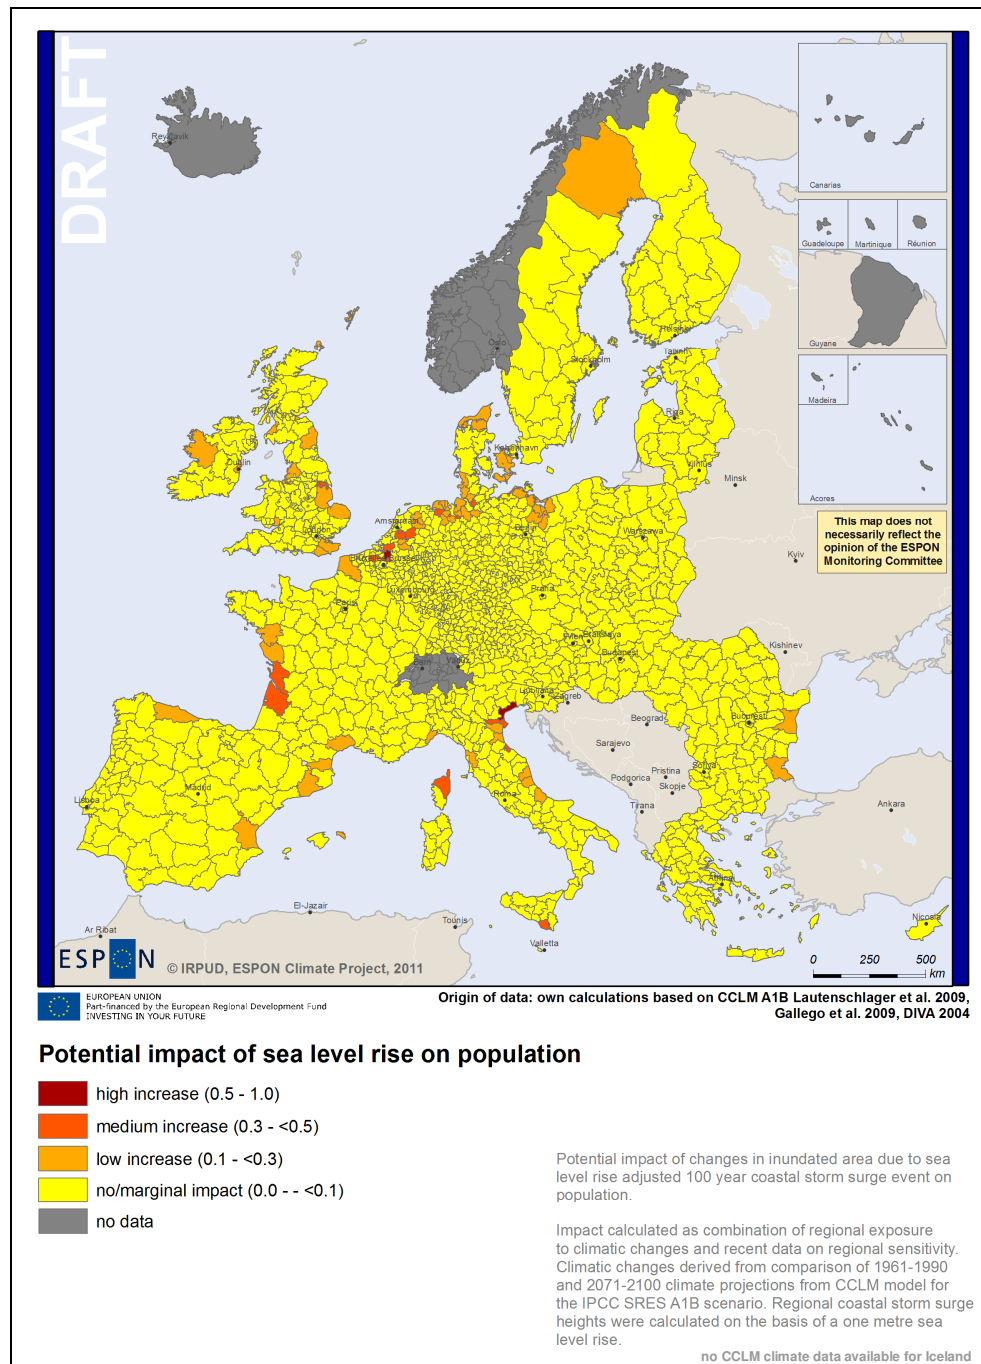 DRAFT
Reykjavik
Canarias
Guadeloupe
Martinique
Réunion
Guyane
Madeira
Acores
This map does not
necessarily reflect the
opinion of the ESPON
Monitoring Committee
Oslo
Helsinki
Tallinn
Stockholm
Riga
København
Vilnius
Minsk
Dublin
London
Amsterdam
Berlin
Warszawa
Kyiv
Luxembourg
Praha
Paris
Wien
Bratislava
Budapest
Kishinev
Bern
Vaduz
Ljubljana
Zagreb
Beograd
Bucuresti
Sarajevo
Pristina
Sofiya
Podgorica
Skopje
Tirana
Ankara
Roma
Madrid
Lisboa
Athinai
Nicosia
El-Jazair
Tounis
Ar Ribat
Valletta
ESPON
© IRPUD, ESPON Climate Project, 2011
0 250 500
km
EUROPEAN UNION
Part-financed by the European Regional Development Fund
INVESTING IN YOUR FUTURE
Origin of data: own calculations based on CCLM A1B Lautenschlager et al. 2009,
Gallego et al. 2009, DIVA 2004
Potential impact of sea level rise on population
high increase (0.5 - 1.0)
medium increase (0.3 - <0.5)
low increase (0.1 - <0.3)
no/marginal impact (0.0 - - <0.1)
no data
Potential impact of changes in inundated area due to sea
level rise adjusted 100 year coastal storm surge event on
population.
Impact calculated as combination of regional exposure
to climatic changes and recent data on regional sensitivity.
Climatic changes derived from comparison of 1961-1990
and 2071-2100 climate projections from CCLM model for
the IPCC SRES A1B scenario. Regional coastal storm surge
heights were calculated on the basis of a one metre sea
level rise.
no CCLM climate data available for Iceland